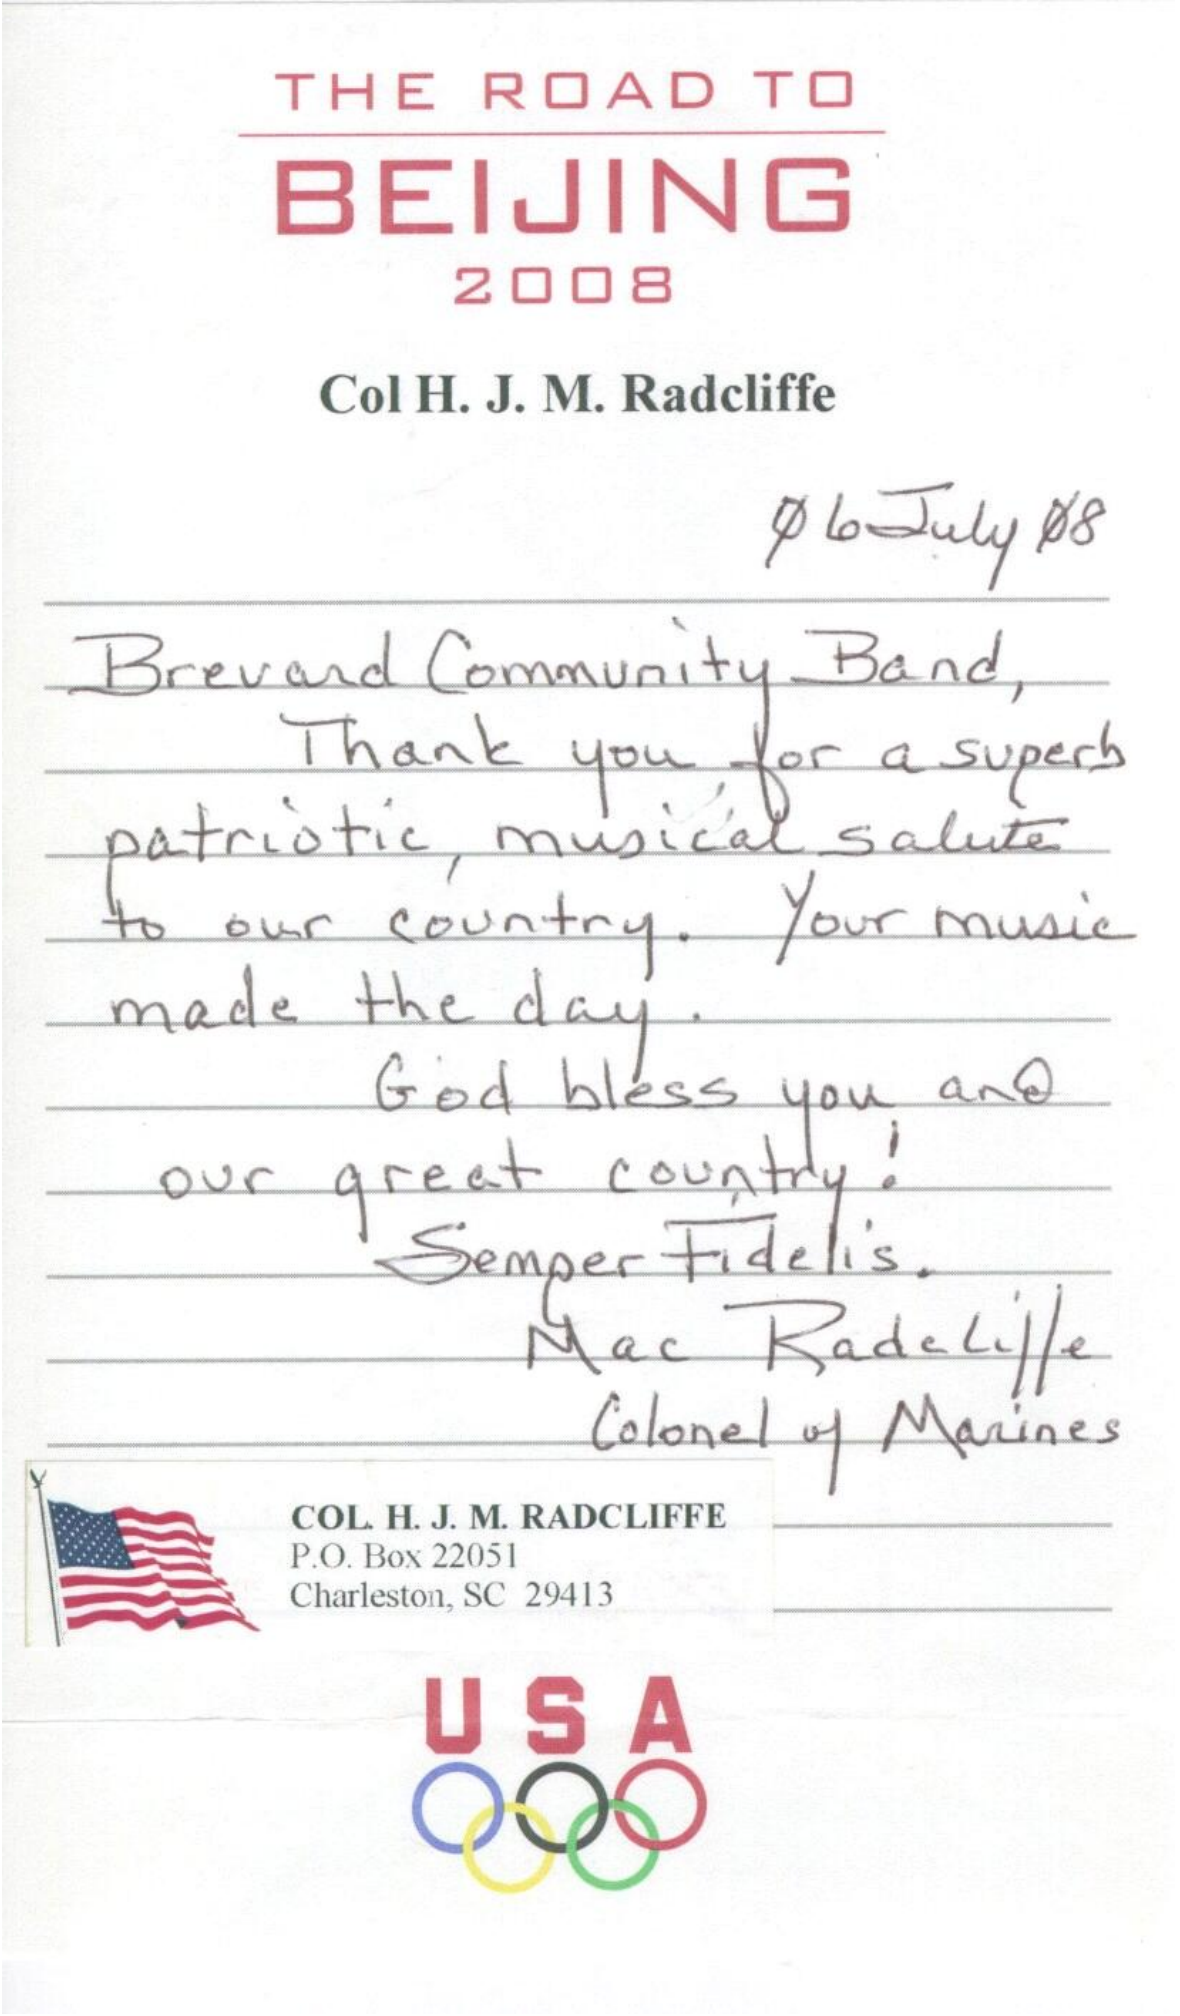 THE ROAD TO
BEIJING
2008
Col H. J. M. Radcliffe
06 July 08
Brevard Community Band,
Thank you for a superb
patriotic, musical salute
to our country. Your music
made the day.
God bless you and
our great country!
Semper Fidelis.
Mac Radcliffe
Colonel of Marines
COL. H. J. M. RADCLIFFE
P.O. Box 22051
Charleston, SC 29413
USA